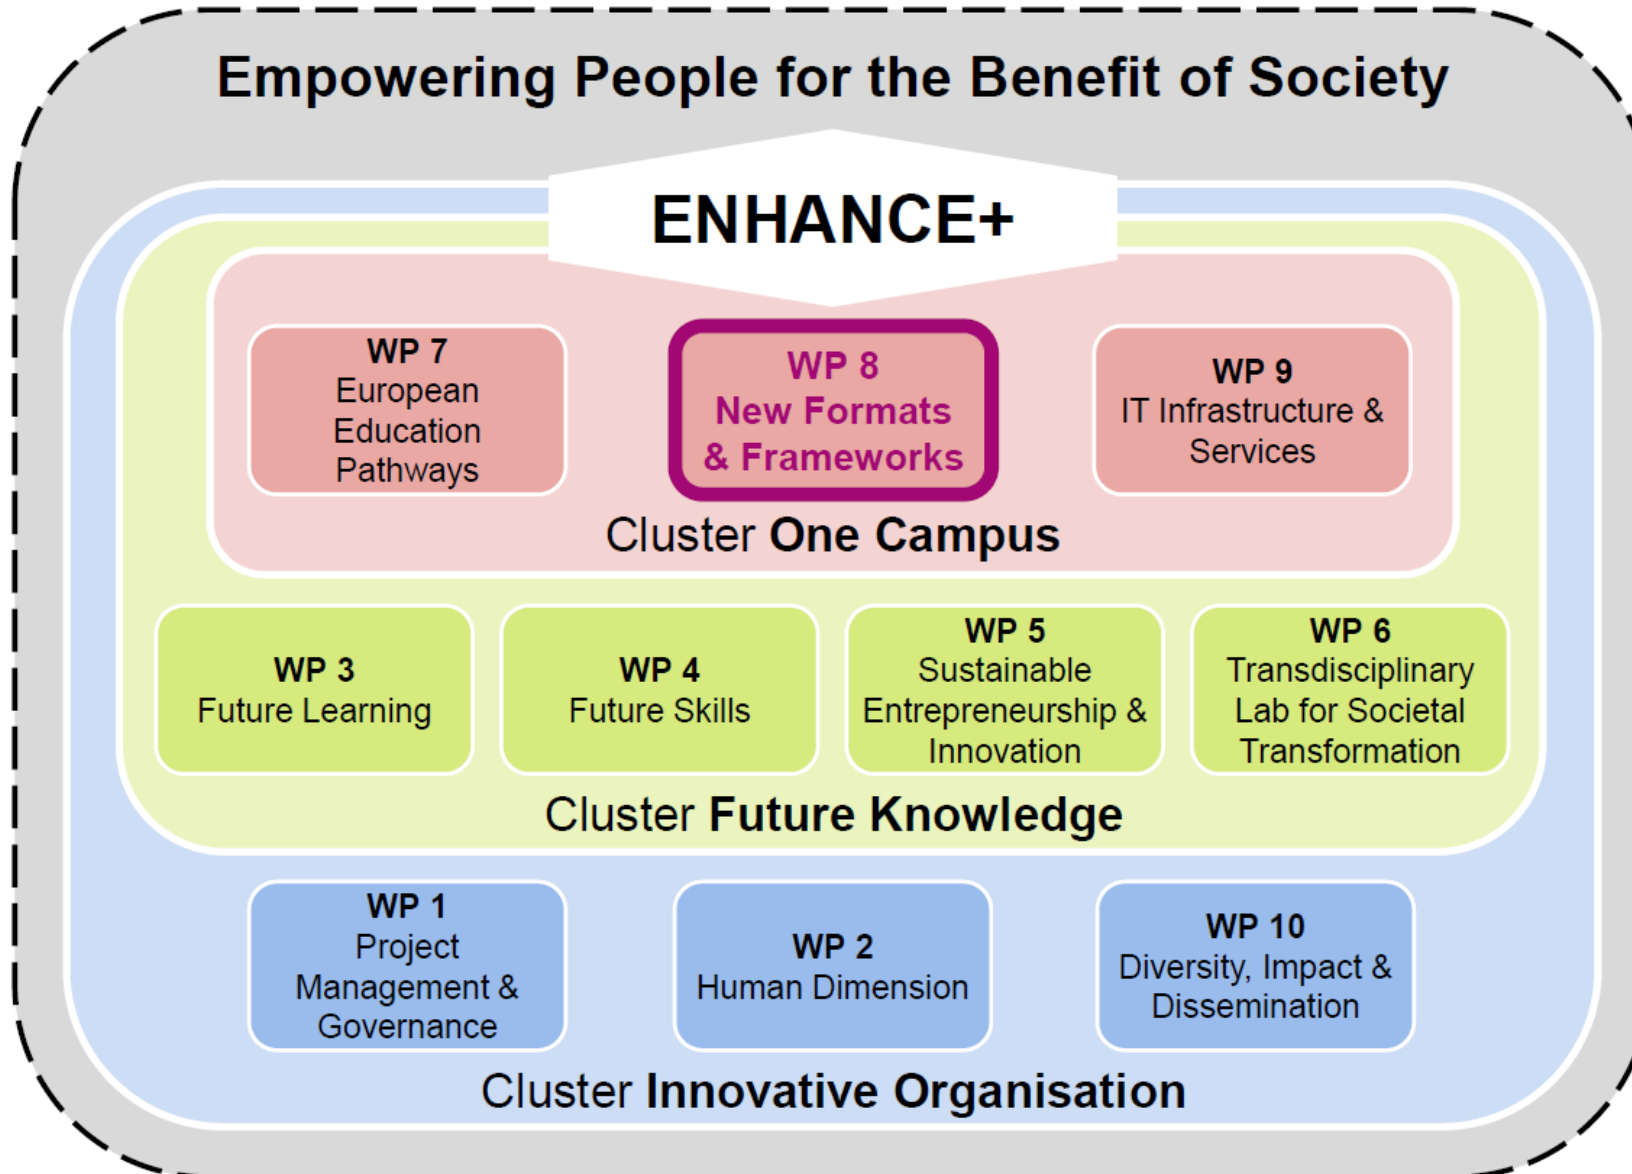 Empowering People for the Benefit of Society
ENHANCE+
WP 7
European
Education
Pathways
WP 8
New Formats
& Frameworks
WP 9
IT Infrastructure &
Services
Cluster One Campus
WP 3
Future Learning
WP 4
Future Skills
WP 5
Sustainable
Entrepreneurship &
Innovation
WP 6
Transdisciplinary
Lab for Societal
Transformation
Cluster Future Knowledge
WP 1
Project
Management &
Governance
WP 2
Human Dimension
WP 10
Diversity, Impact &
Dissemination
Cluster Innovative Organisation